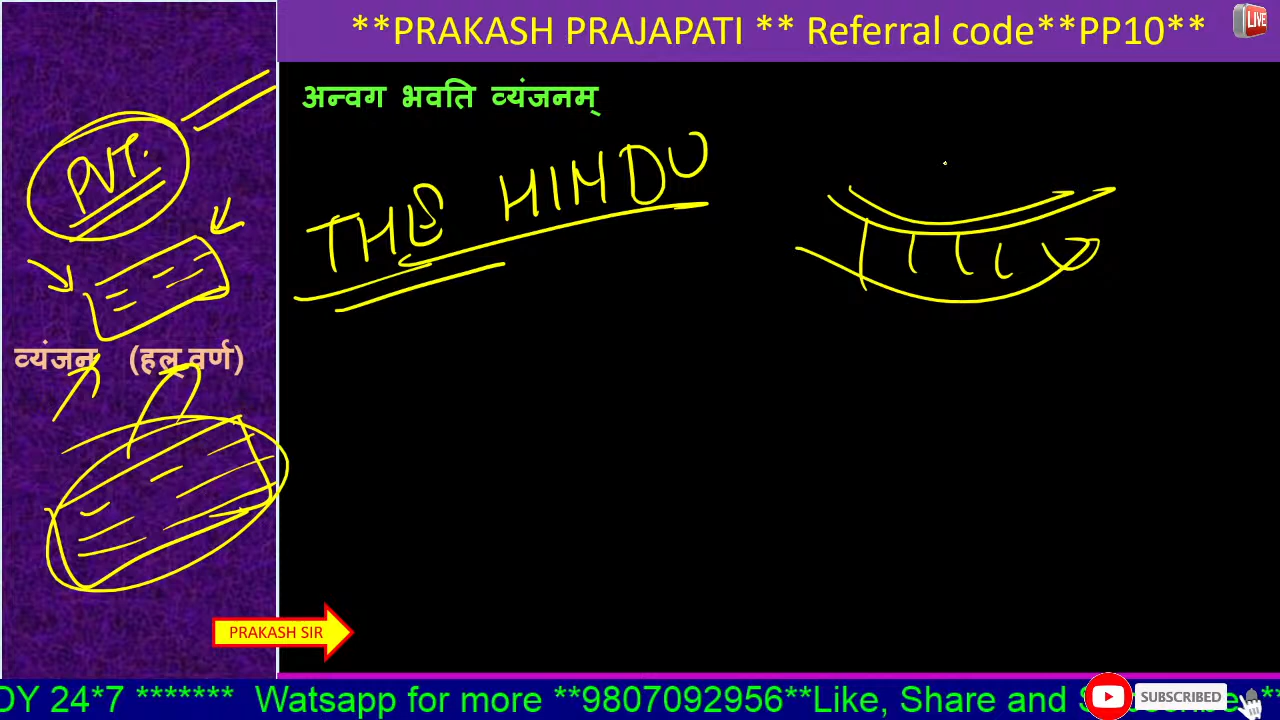 **PRAKASH PRAJAPATI ** Referral code**PP10**
LIVE
अन्वग भवति व्यंजनम्
PVT.
THE HINDU
व्यंजन (हल् वर्ण)
PRAKASH SIR
DY 24*7 ******* Watsapp for more **9807092956**Like, Share and S
SUBSCRIBED